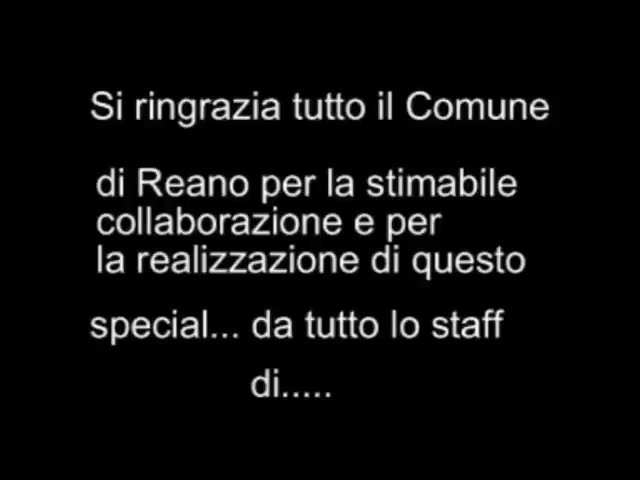 Si ringrazia tutto il Comune
di Reano per la stimabile
collaborazione e per
la realizzazione di questo
special... da tutto lo staff
di.....